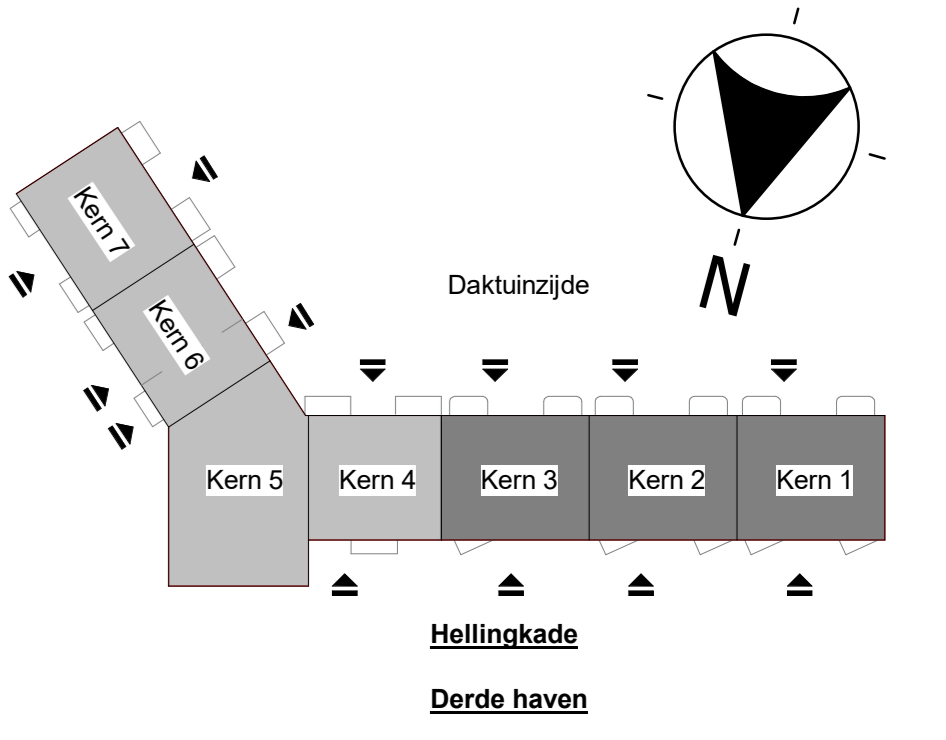 N
Kern 7
Daktuinzijde
Kern 6
Kern 5
Kern 4
Kern 3
Kern 2
Kern 1
Hellingkade
Derde haven